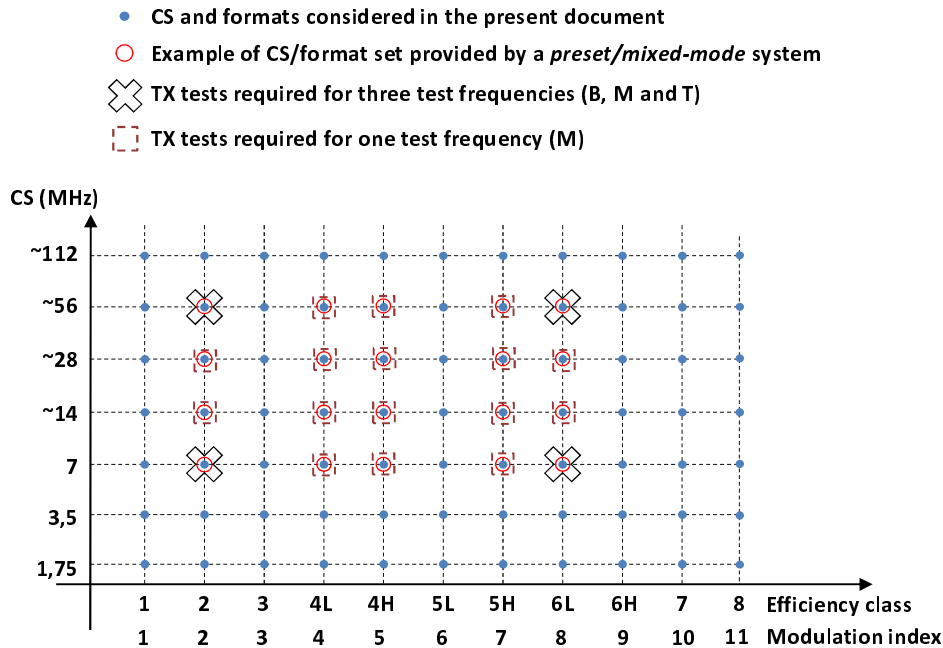 CS and formats considered in the present document
Example of CS/format set provided by a preset/mixed-mode system
TX tests required for three test frequencies (B, M and T)
TX tests required for one test frequency (M)
CS (MHz)
~112
~56
~28
~14
7
3,5
1,75
1 2 3 4L 4H 5L 5H 6L 6H 7 8 Efficiency class
1 2 3 4 5 6 7 8 9 10 11 Modulation index